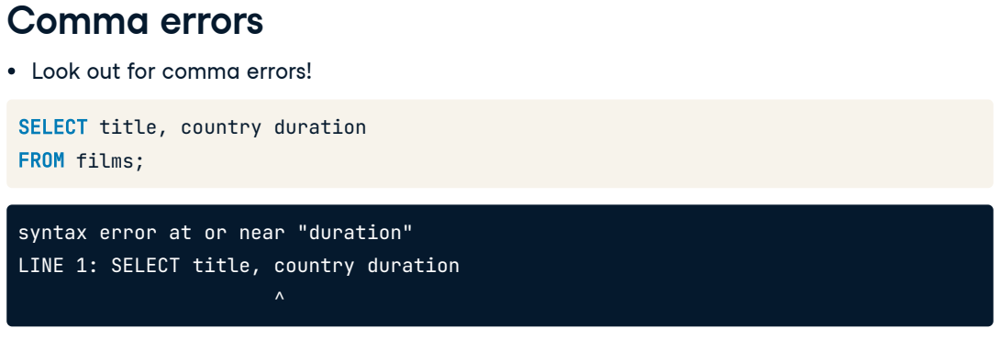 Comma errors
• Look out for comma errors!
SELECT title, country duration
FROM films;
syntax error at or near "duration"
LINE 1: SELECT title, country duration
^